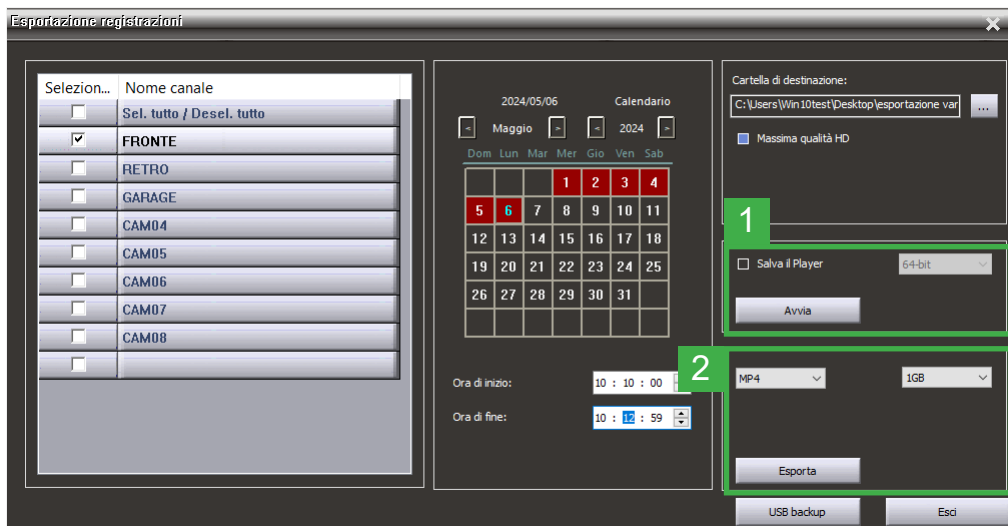 Esportazione registrazioni
Selezion... Nome canale
Sel. tutto / Desel. tutto
FRONTE
RETRO
GARAGE
CAM04
CAM05
CAM06
CAM07
CAM08
2024/05/06 Calendario
< Maggio > < 2024 >
Dom Lun Mar Mer Gio Ven Sab
1 2 3 4
5 6 7 8 9 10 11
12 13 14 15 16 17 18
19 20 21 22 23 24 25
26 27 28 29 30 31
Ora di inizio: 10 : 10 : 00
Ora di fine: 10 : 12 : 59
Cartella di destinazione:
C:\Users\Win10test\Desktop\esportazione var ...
Massima qualità HD
1
Salva il Player 64-bit
Avvia
2
MP4 1GB
Esporta
USB backup Esci